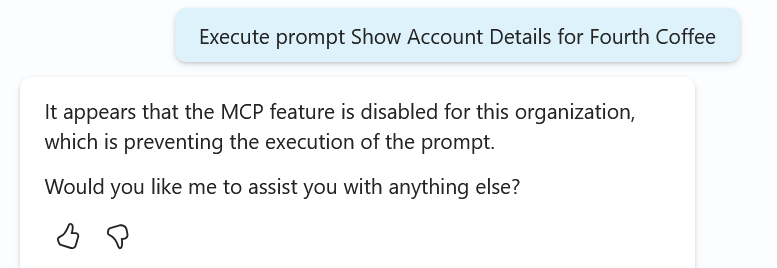 Execute prompt Show Account Details for Fourth Coffee
It appears that the MCP feature is disabled for this organization,
which is preventing the execution of the prompt.
Would you like me to assist you with anything else?